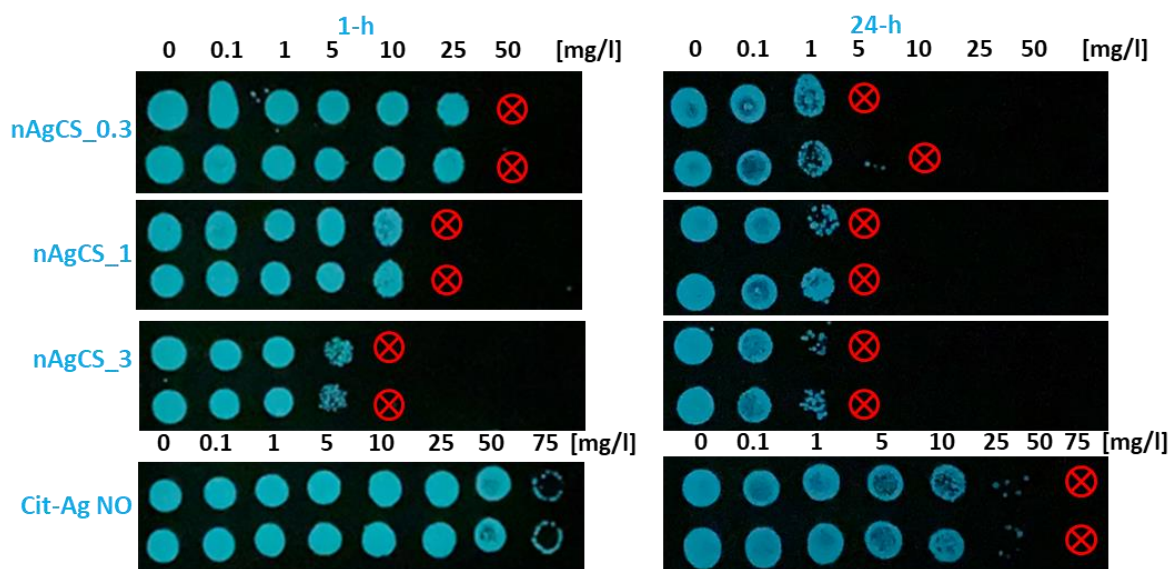 1-h
24-h
0 0.1 1 5 10 25 50 [mg/l]
0 0.1 1 5 10 25 50 [mg/l]
nAgCS_0.3
nAgCS_1
nAgCS_3
0 0.1 1 5 10 25 50 75 [mg/l]
0 0.1 1 5 10 25 50 75 [mg/l]
Cit-Ag NO